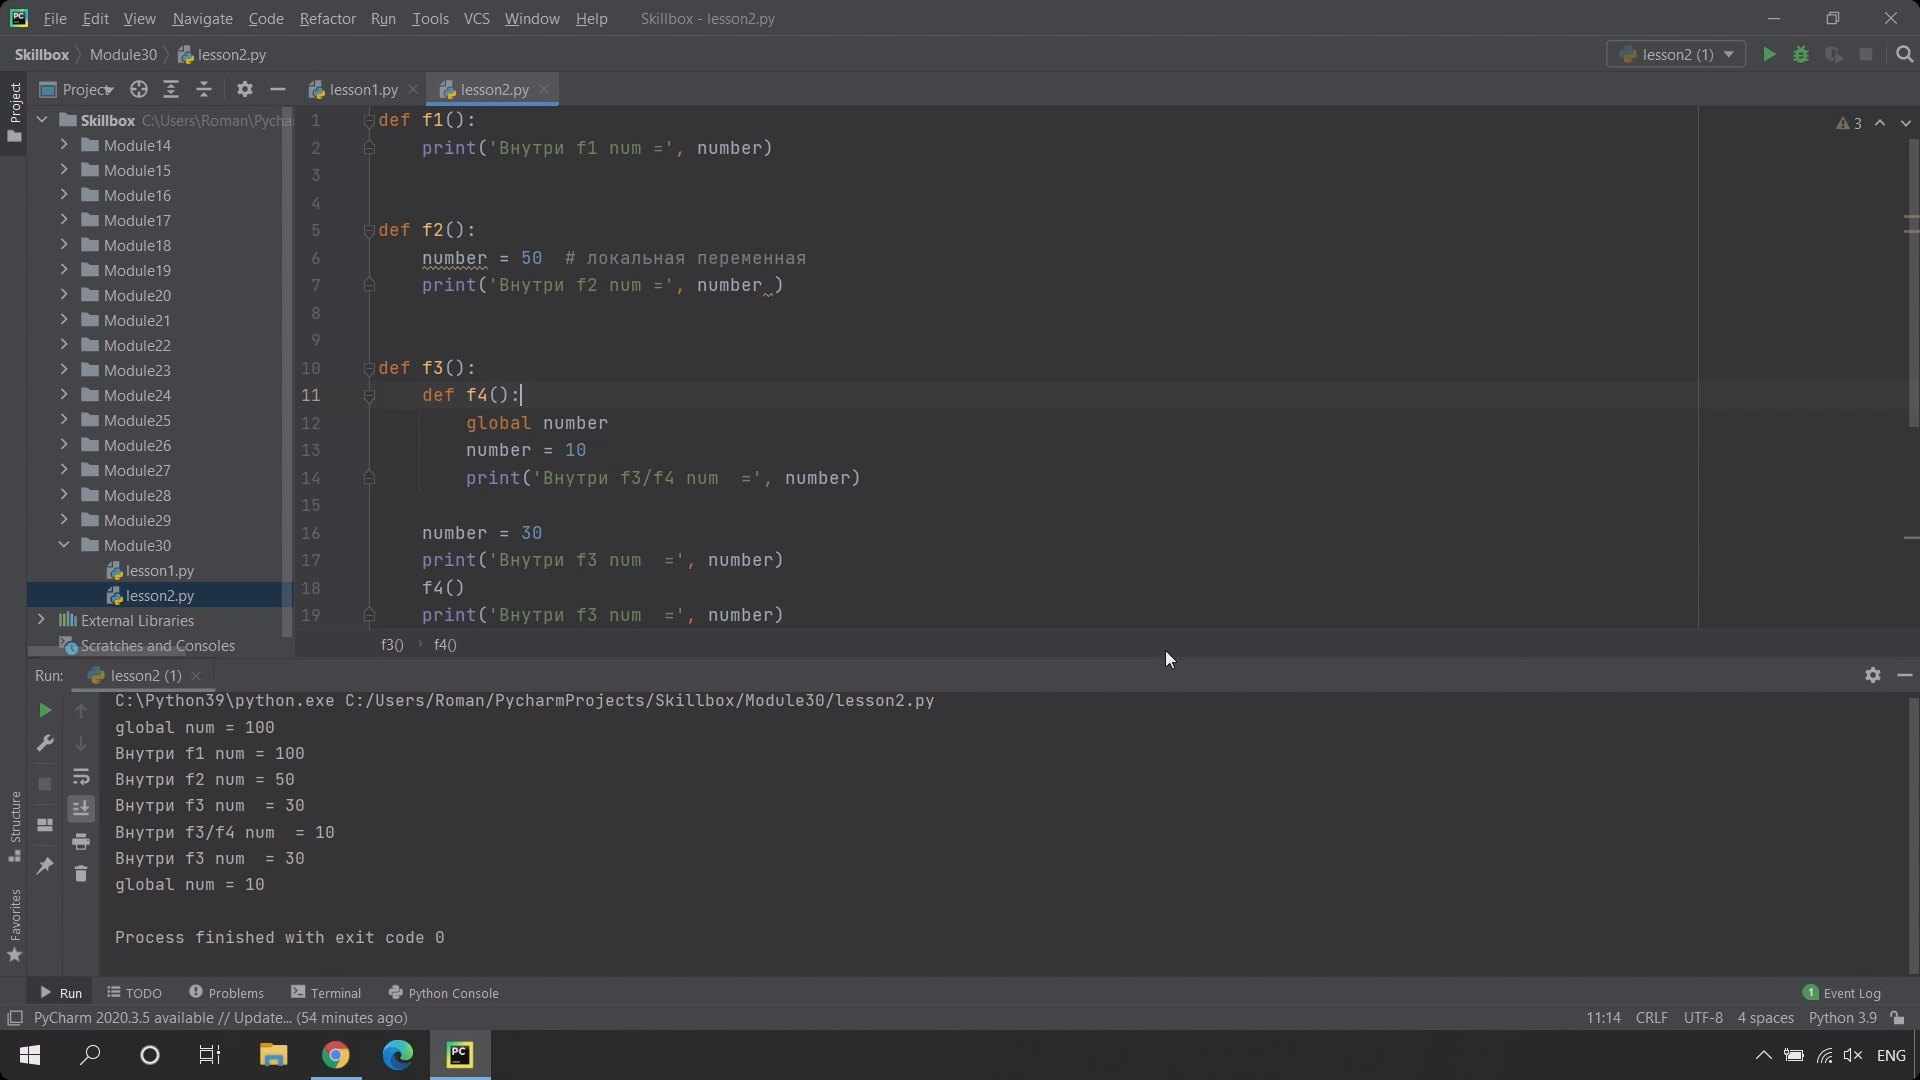 File Edit View Navigate Code Refactor Run Tools VCS Window Help Skillbox - lesson2.py
Skillbox Module30 lesson2.py lesson2 (1)
Project lesson1.py lesson2.py
Project
Skillbox C:\Users\Roman\Pycha
Module14
Module15
Module16
Module17
Module18
Module19
Module20
Module21
Module22
Module23
Module24
Module25
Module26
Module27
Module28
Module29
Module30
lesson1.py
lesson2.py
External Libraries
Scratches and Consoles
3
1 def f1():
2 print('Внутри f1 num =', number)
3
4
5 def f2():
6 number = 50 # локальная переменная
7 print('Внутри f2 num =', number )
8
9
10 def f3():
11 def f4():
12 global number
13 number = 10
14 print('Внутри f3/f4 num  =', number)
15
16 number = 30
17 print('Внутри f3 num  =', number)
18 f4()
19 print('Внутри f3 num  =', number)
f3() f4()
Run: lesson2 (1)
C:\Python39\python.exe C:/Users/Roman/PycharmProjects/Skillbox/Module30/lesson2.py
global num = 100
Внутри f1 num = 100
Внутри f2 num = 50
Внутри f3 num  = 30
Внутри f3/f4 num  = 10
Внутри f3 num  = 30
global num = 10
Process finished with exit code 0
Structure
Favorites
Run TODO Problems Terminal Python Console 1 Event Log
PyCharm 2020.3.5 available // Update... (54 minutes ago) 11:14 CRLF UTF-8 4 spaces Python 3.9
PC ENG